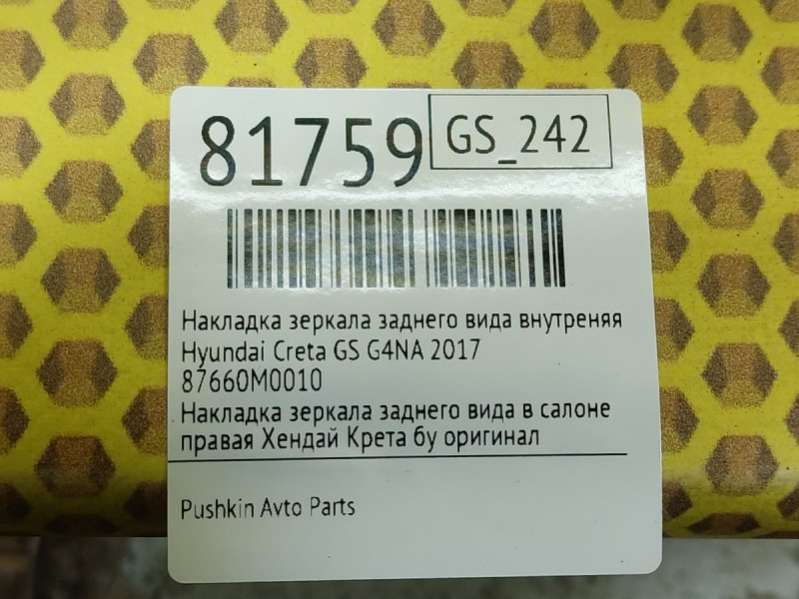 81759
GS_242
Накладка зеркала заднего вида внутреняя
Hyundai Creta GS G4NA 2017
87660M0010
Накладка зеркала заднего вида в салоне
правая Хендай Крета бу оригинал
Pushkin Avto Parts